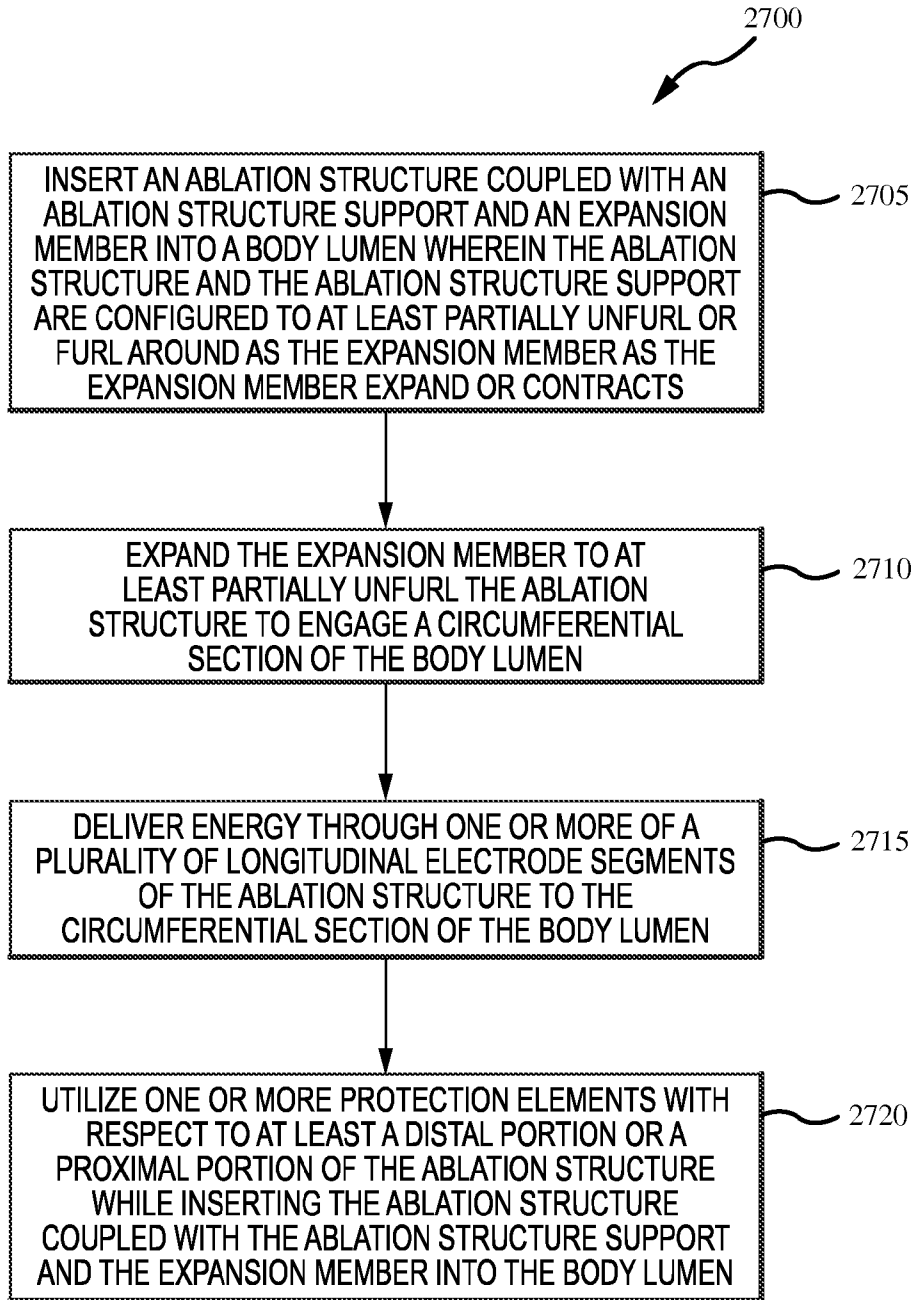 2700
INSERT AN ABLATION STRUCTURE COUPLED WITH AN
ABLATION STRUCTURE SUPPORT AND AN EXPANSION
MEMBER INTO A BODY LUMEN WHEREIN THE ABLATION
STRUCTURE AND THE ABLATION STRUCTURE SUPPORT
ARE CONFIGURED TO AT LEAST PARTIALLY UNFURL OR
FURL AROUND AS THE EXPANSION MEMBER AS THE
EXPANSION MEMBER EXPAND OR CONTRACTS
2705
EXPAND THE EXPANSION MEMBER TO AT
LEAST PARTIALLY UNFURL THE ABLATION
STRUCTURE TO ENGAGE A CIRCUMFERENTIAL
SECTION OF THE BODY LUMEN
2710
DELIVER ENERGY THROUGH ONE OR MORE OF A
PLURALITY OF LONGITUDINAL ELECTRODE SEGMENTS
OF THE ABLATION STRUCTURE TO THE
CIRCUMFERENTIAL SECTION OF THE BODY LUMEN
2715
UTILIZE ONE OR MORE PROTECTION ELEMENTS WITH
RESPECT TO AT LEAST A DISTAL PORTION OR A
PROXIMAL PORTION OF THE ABLATION STRUCTURE
WHILE INSERTING THE ABLATION STRUCTURE
COUPLED WITH THE ABLATION STRUCTURE SUPPORT
AND THE EXPANSION MEMBER INTO THE BODY LUMEN
2720